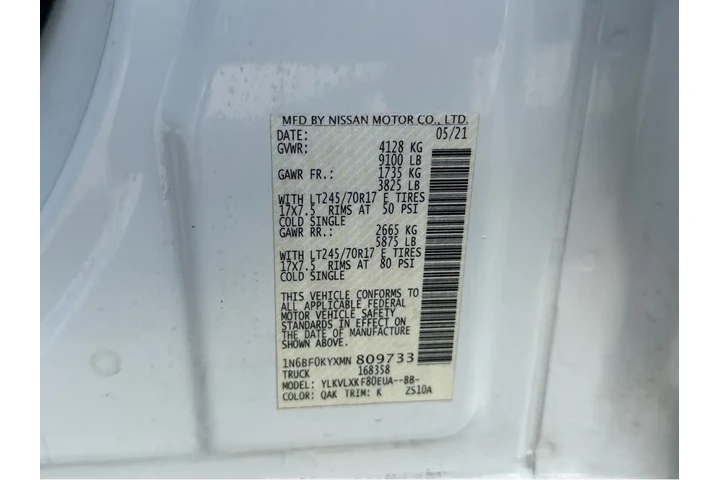 MFD BY NISSAN MOTOR CO., LTD.
DATE: 05/21
GVWR: 4128 KG
9100 LB
GAWR FR.: 1735 KG
3825 LB
WITH LT245/70R17 E TIRES
17X7.5 RIMS AT 50 PSI
COLD SINGLE
GAWR RR.: 2665 KG
5875 LB
WITH LT245/70R17 E TIRES
17X7.5 RIMS AT 80 PSI
COLD SINGLE
THIS VEHICLE CONFORMS TO
ALL APPLICABLE FEDERAL
MOTOR VEHICLE SAFETY
STANDARDS IN EFFECT ON
THE DATE OF MANUFACTURE
SHOWN ABOVE.
1N6BF0KYXMN 809733
TRUCK 168358
MODEL: YLKVLXKF80EUA--BB-
COLOR: QAK TRIM: K 2S10A